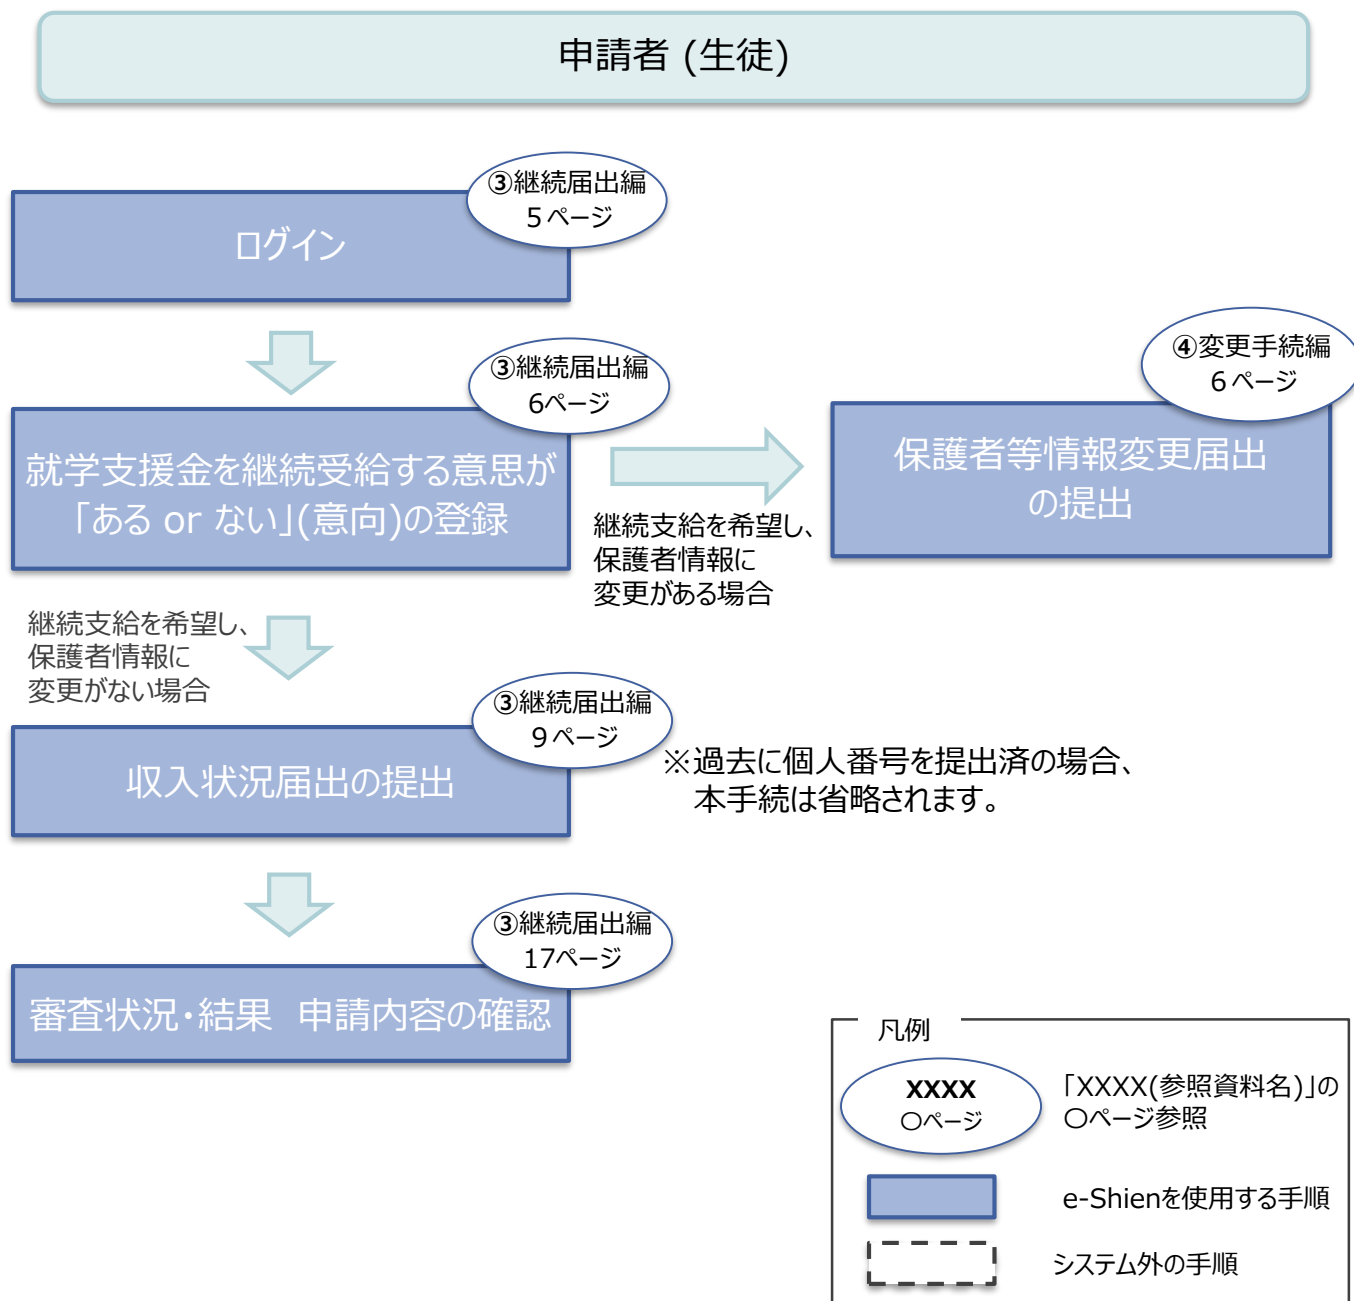 申請者 (生徒)
③継続届出編
5ページ
ログイン
③継続届出編
6ページ
就学支援金を継続受給する意思が
「ある or ない」(意向)の登録
継続支給を希望し、
保護者情報に
変更がある場合
④変更手続編
6ページ
保護者等情報変更届出
の提出
継続支給を希望し、
保護者情報に
変更がない場合
③継続届出編
9ページ
収入状況届出の提出
※過去に個人番号を提出済の場合、
本手続は省略されます。
③継続届出編
17ページ
審査状況・結果　申請内容の確認
凡例
XXXX
〇ページ
「XXXX(参照資料名)」の
〇ページ参照
e-Shienを使用する手順
システム外の手順